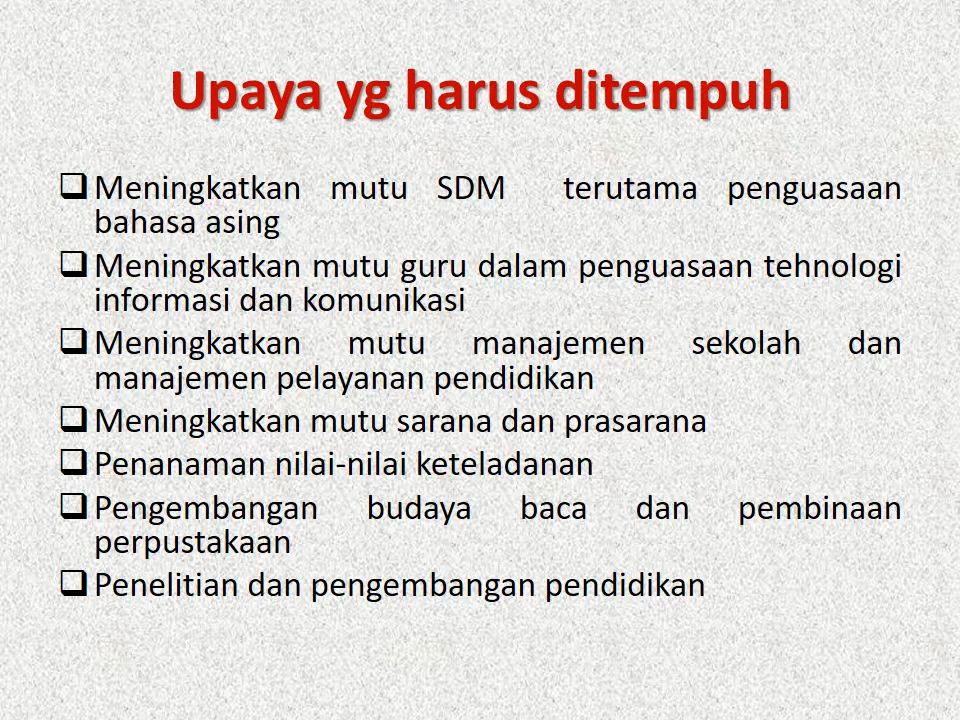 Upaya yg harus ditempuh
Meningkatkan mutu SDM terutama penguasaan
bahasa asing
Meningkatkan mutu guru dalam penguasaan tehnologi
informasi dan komunikasi
Meningkatkan mutu manajemen sekolah dan
manajemen pelayanan pendidikan
Meningkatkan mutu sarana dan prasarana
Penanaman nilai-nilai keteladanan
Pengembangan budaya baca dan pembinaan
perpustakaan
Penelitian dan pengembangan pendidikan